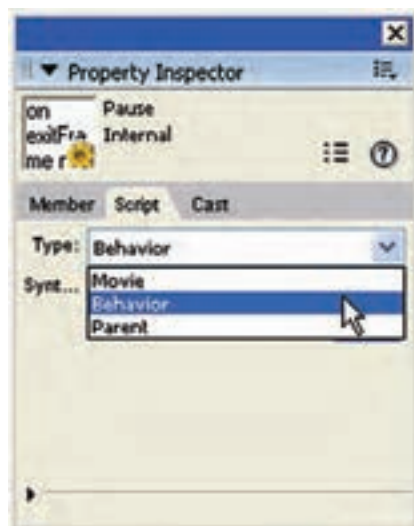 Property Inspector
on
exitFra
me r
Pause
Internal
Member Script Cast
Type: Behavior
Synt...
Movie
Behavior
Parent